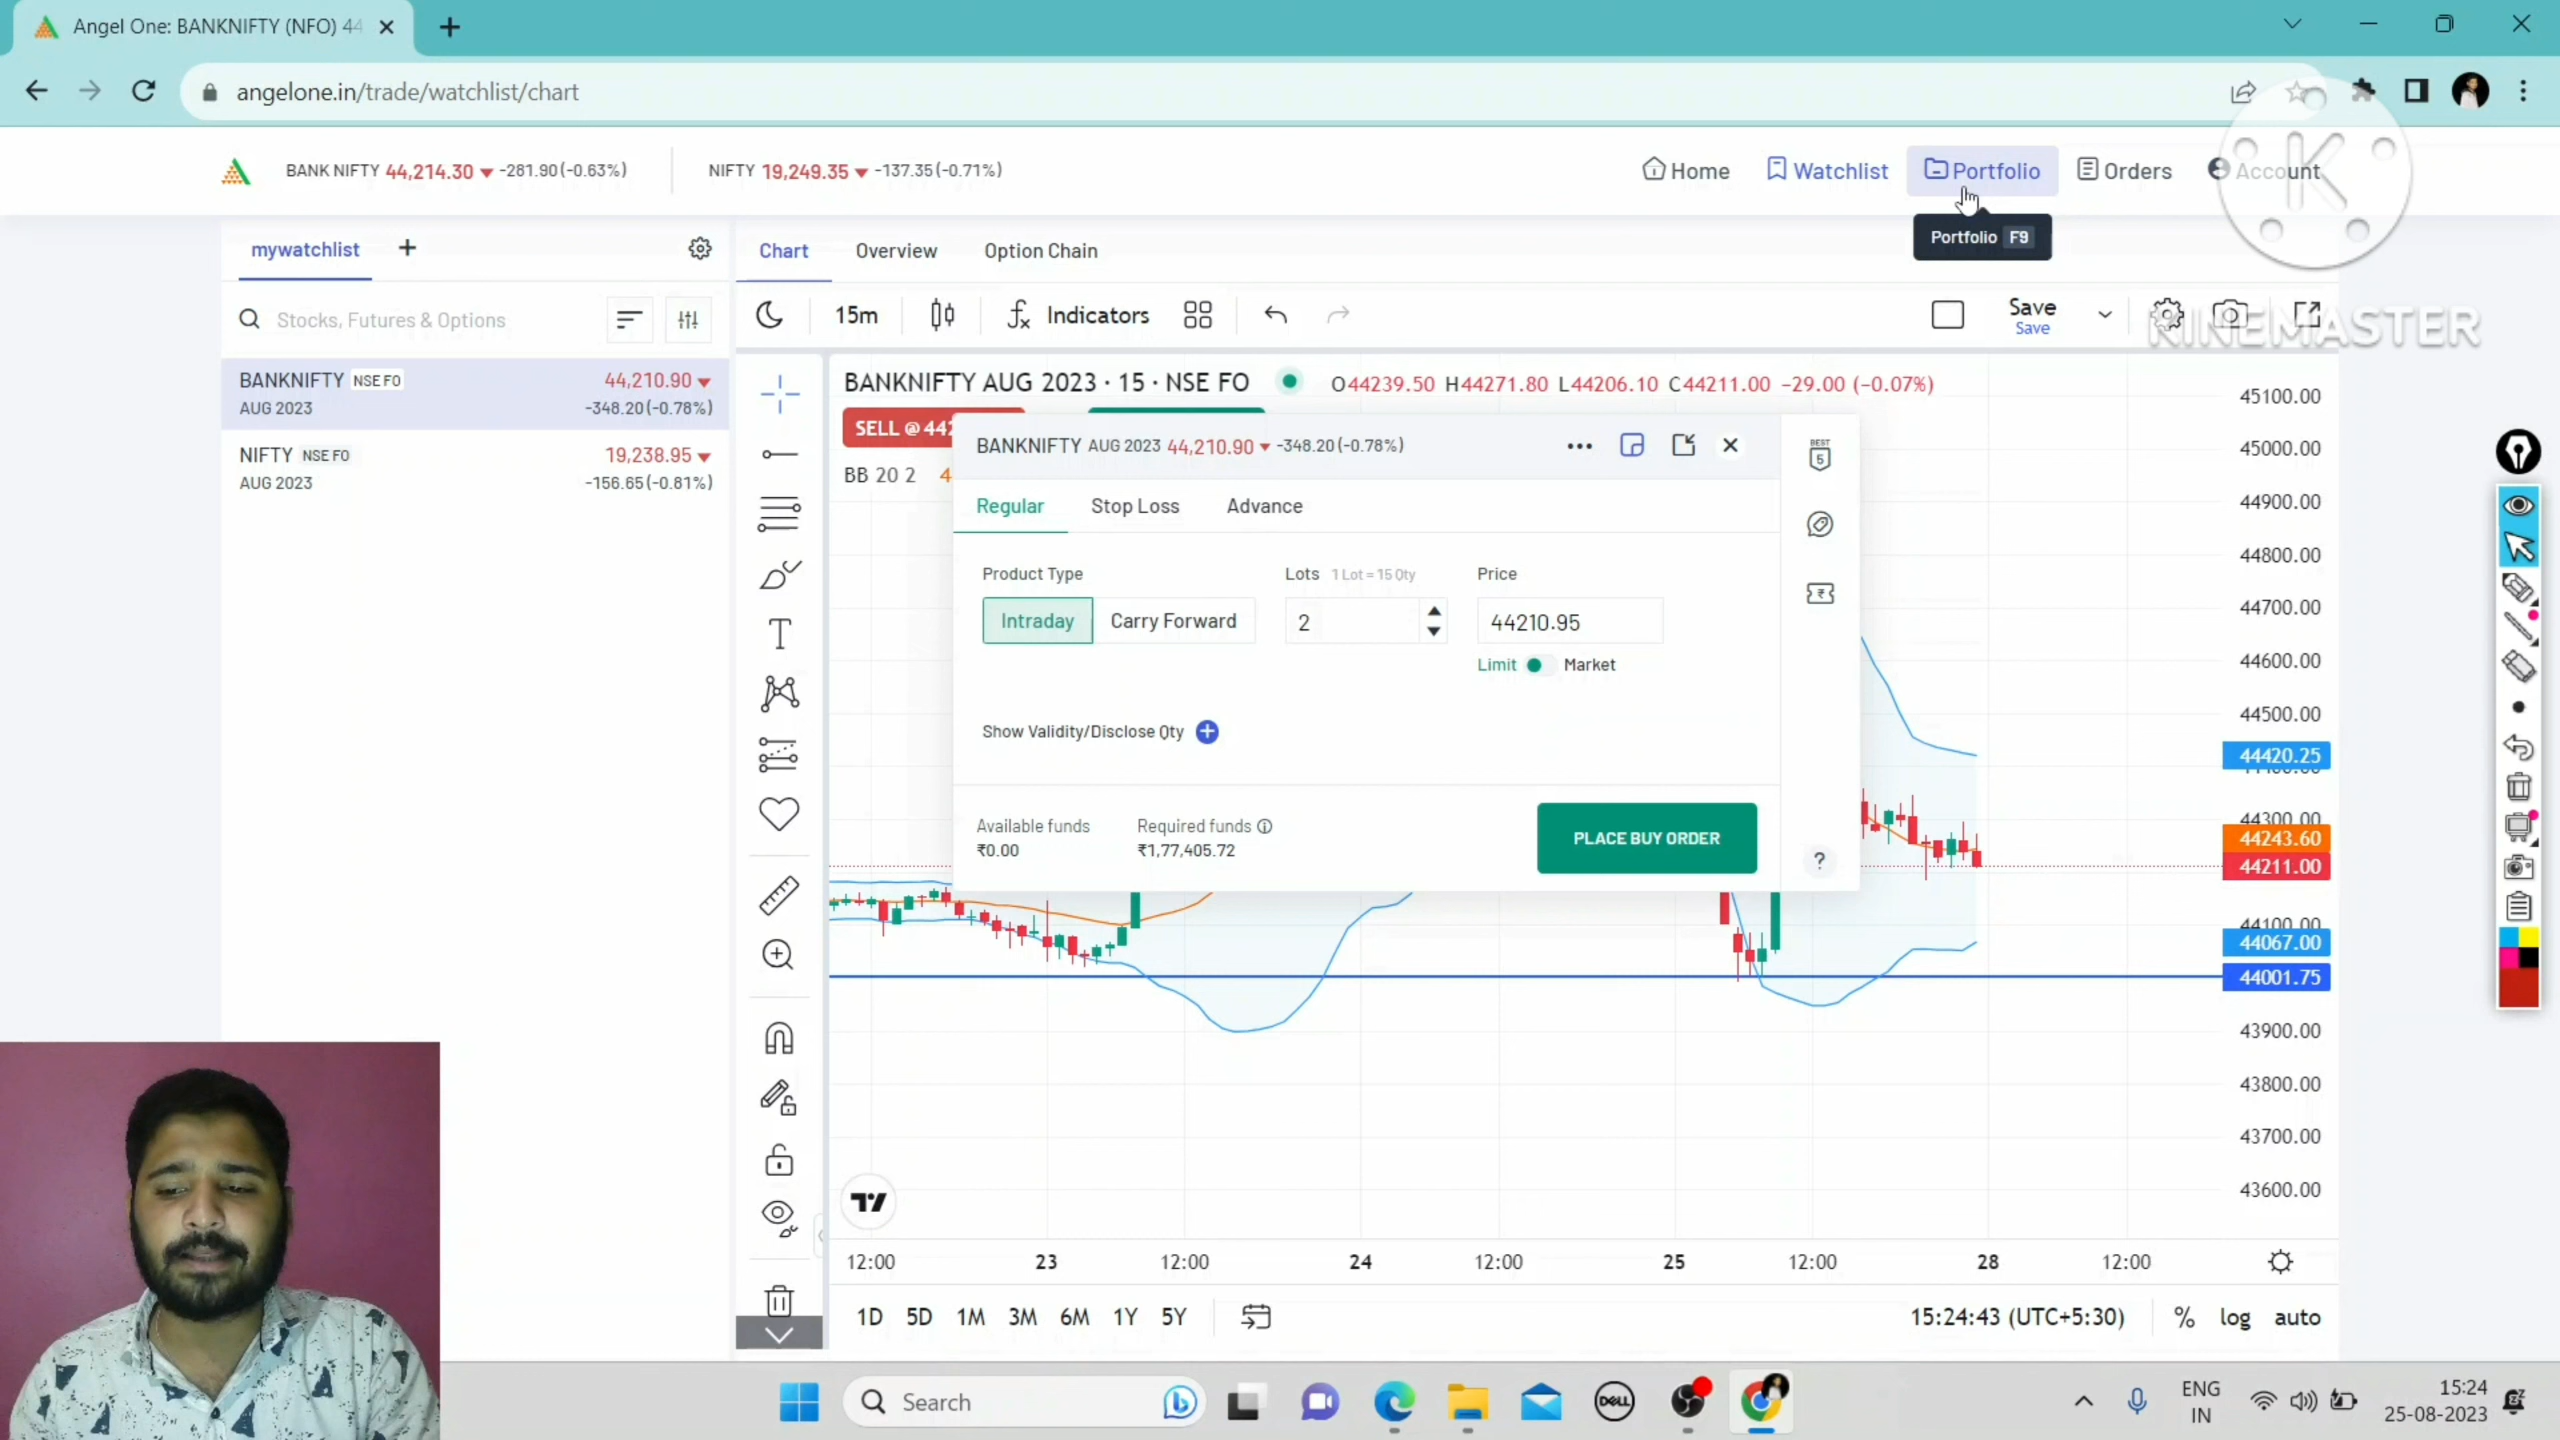 Angel One: BANKNIFTY (NFO) 44
angelone.in/trade/watchlist/chart
BANK NIFTY 44,214.30 ▼ -281.90 (-0.63%)
NIFTY 19,249.35 ▼ -137.35 (-0.71%)
Home
Watchlist
Portfolio
Orders
Account
Portfolio F9
K
KINEMASTER
mywatchlist +
Stocks, Futures & Options
BANKNIFTY NSE FO 44,210.90 ▼
AUG 2023 -348.20 (-0.78%)
NIFTY NSE FO 19,238.95 ▼
AUG 2023 -156.65 (-0.81%)
Chart Overview Option Chain
15m Indicators
Save
Save
BANKNIFTY AUG 2023 · 15 · NSE FO O44239.50 H44271.80 L44206.10 C44211.00 −29.00 (−0.07%)
SELL @ 442
BB 20 2 4
BANKNIFTY AUG 2023 44,210.90 ▼ -348.20 (-0.78%)
BEST 5
Regular Stop Loss Advance
Product Type
Lots 1 Lot = 15 Qty
Price
Intraday Carry Forward
2
44210.95
Limit Market
Show Validity/Disclose Qty +
Available funds
₹0.00
Required funds
₹1,77,405.72
PLACE BUY ORDER
?
45100.00
45000.00
44900.00
44800.00
44700.00
44600.00
44500.00
44420.25
44300.00
44243.60
44211.00
44100.00
44067.00
44001.75
43900.00
43800.00
43700.00
43600.00
12:00 23 12:00 24 12:00 25 12:00 28 12:00
1D 5D 1M 3M 6M 1Y 5Y
15:24:43 (UTC+5:30) % log auto
Search
DELL
ENG
IN
15:24
25-08-2023